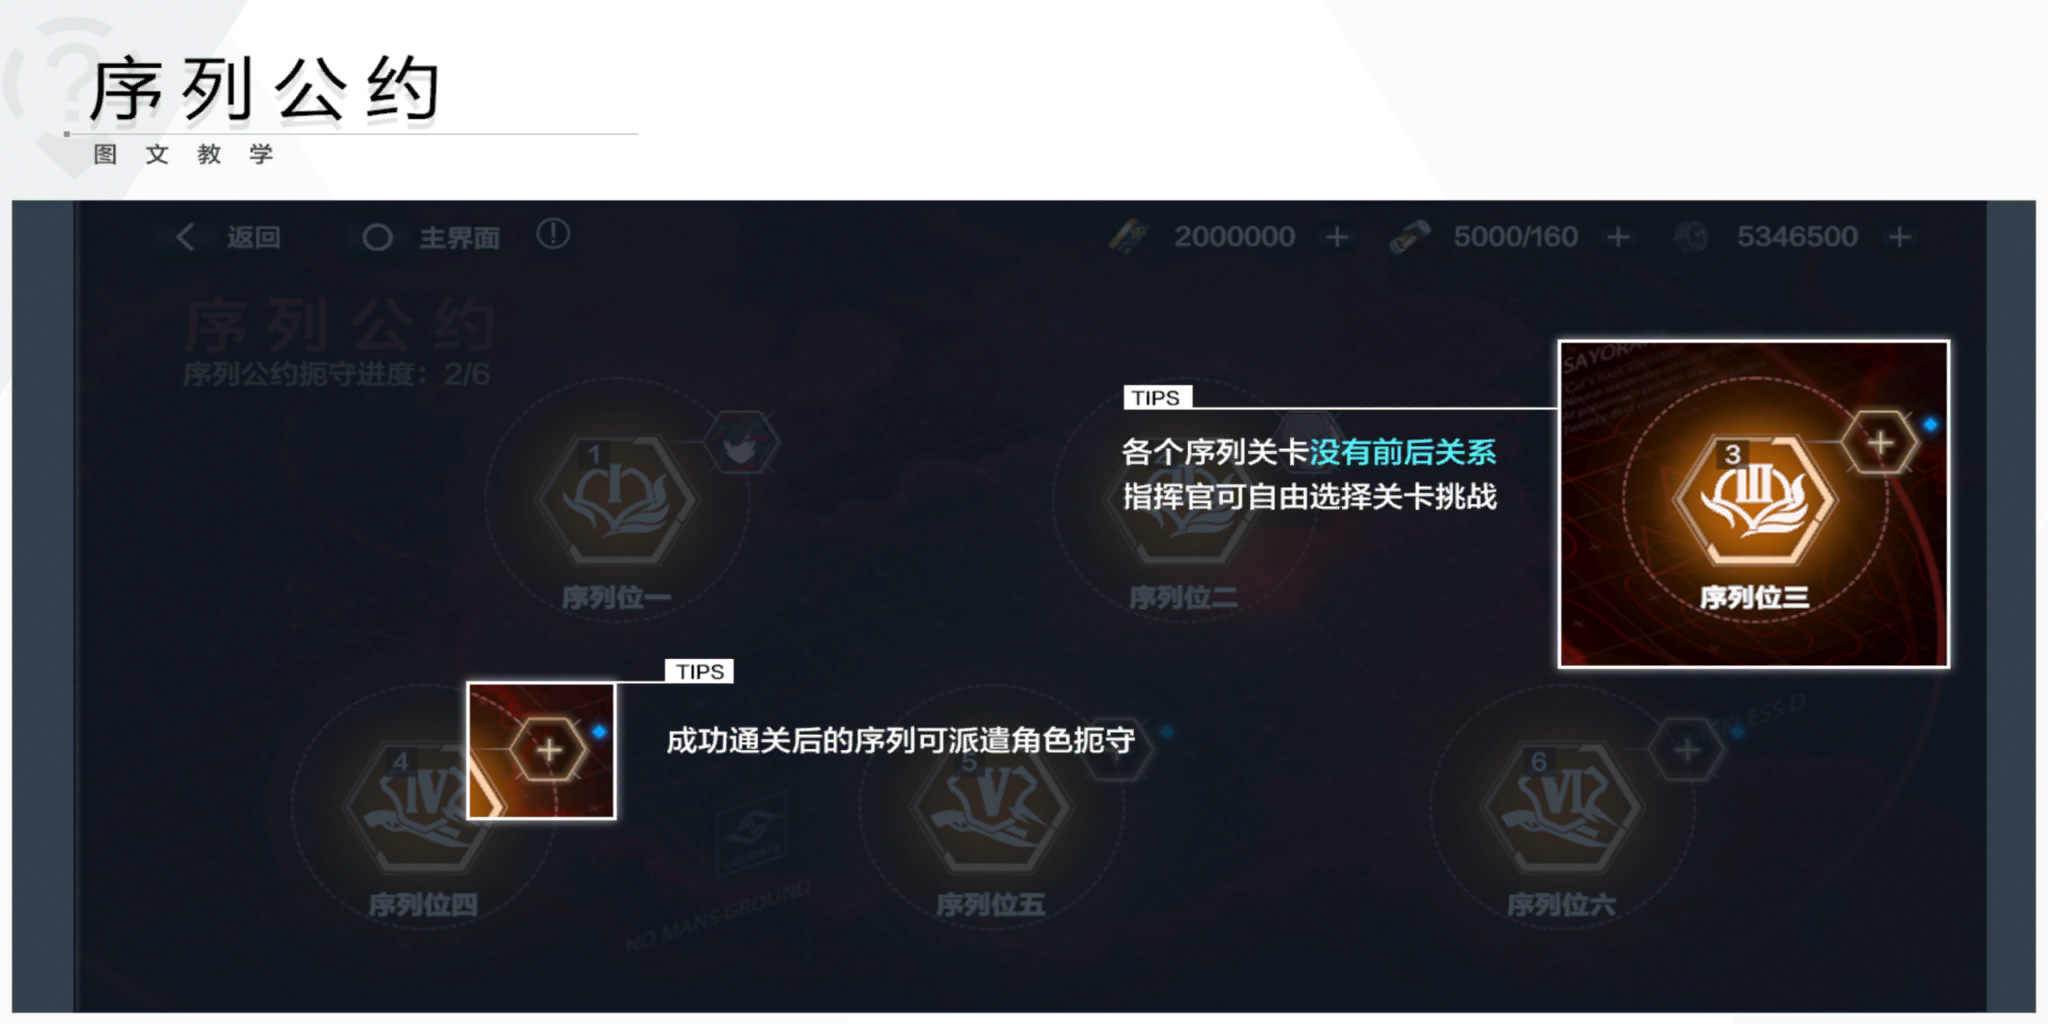 序列公约
图文教学
返回
主界面
2000000
5000/160
5346500
序列公约
序列公约扼守进度：2/6
TIPS
各个序列关卡没有前后关系
指挥官可自由选择关卡挑战
1
I
序列位一
序列位二
SAYORA
3
III
序列位三
TIPS
成功通关后的序列可派遣角色扼守
4
IV
序列位四
5
V
序列位五
6
VI
序列位六
NO MANS GROUND